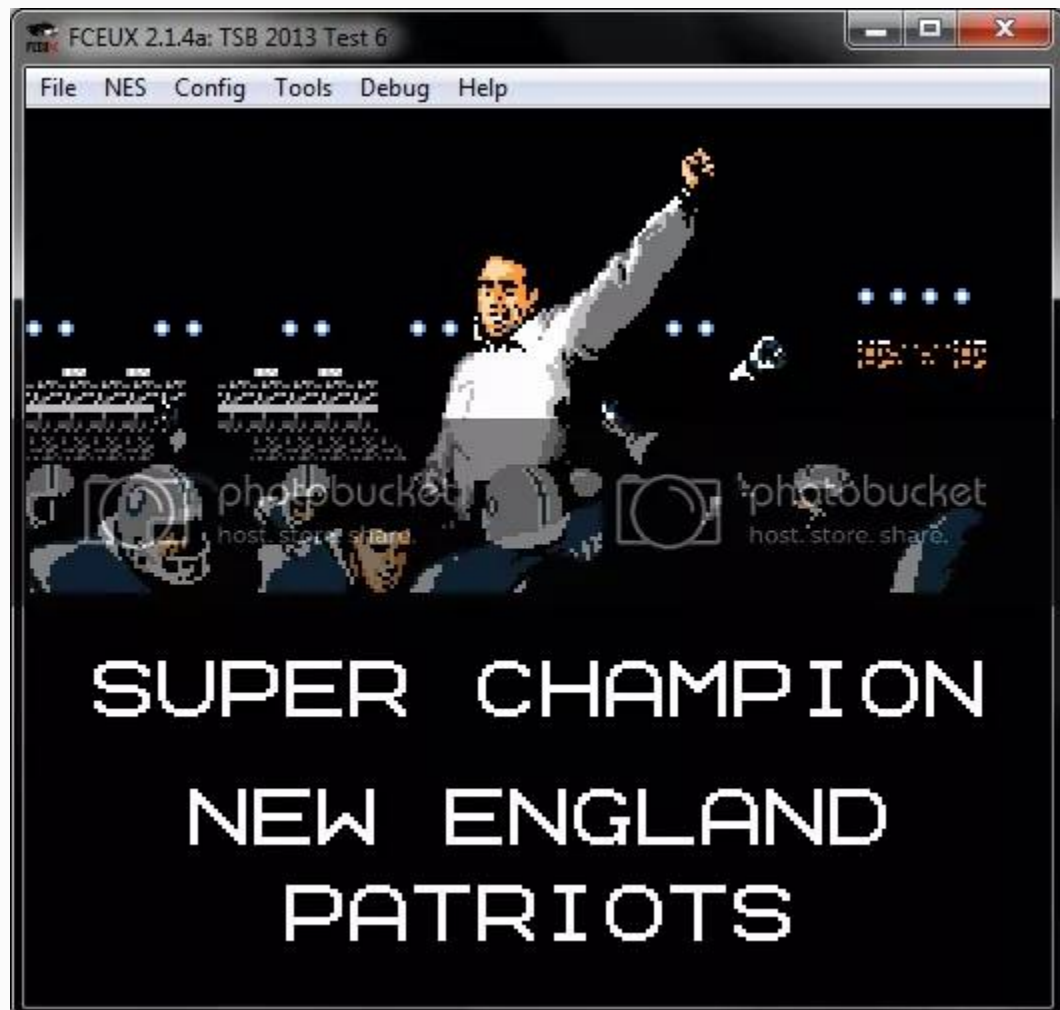 FCEUX 2.1.4a: TSB 2013 Test 6
File NES Config Tools Debug Help
photobucket photobucket
host. store. share. host. store. share.
SUPER CHAMPION
NEW ENGLAND
PATRIOTS